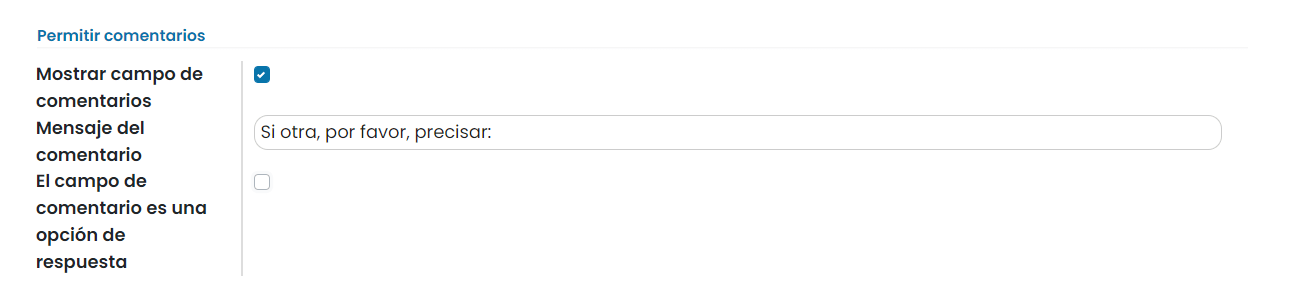 Permitir comentarios
Mostrar campo de
comentarios
Mensaje del
comentario
Si otra, por favor, precisar:
El campo de
comentario es una
opción de
respuesta